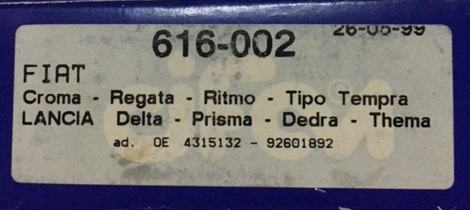 26-05-99
616-002
FIAT
Croma - Regata - Ritmo - Tipo Tempra
LANCIA Delta - Prisma - Dedra - Thema
ad. OE 4315132 - 92601892
cifam®